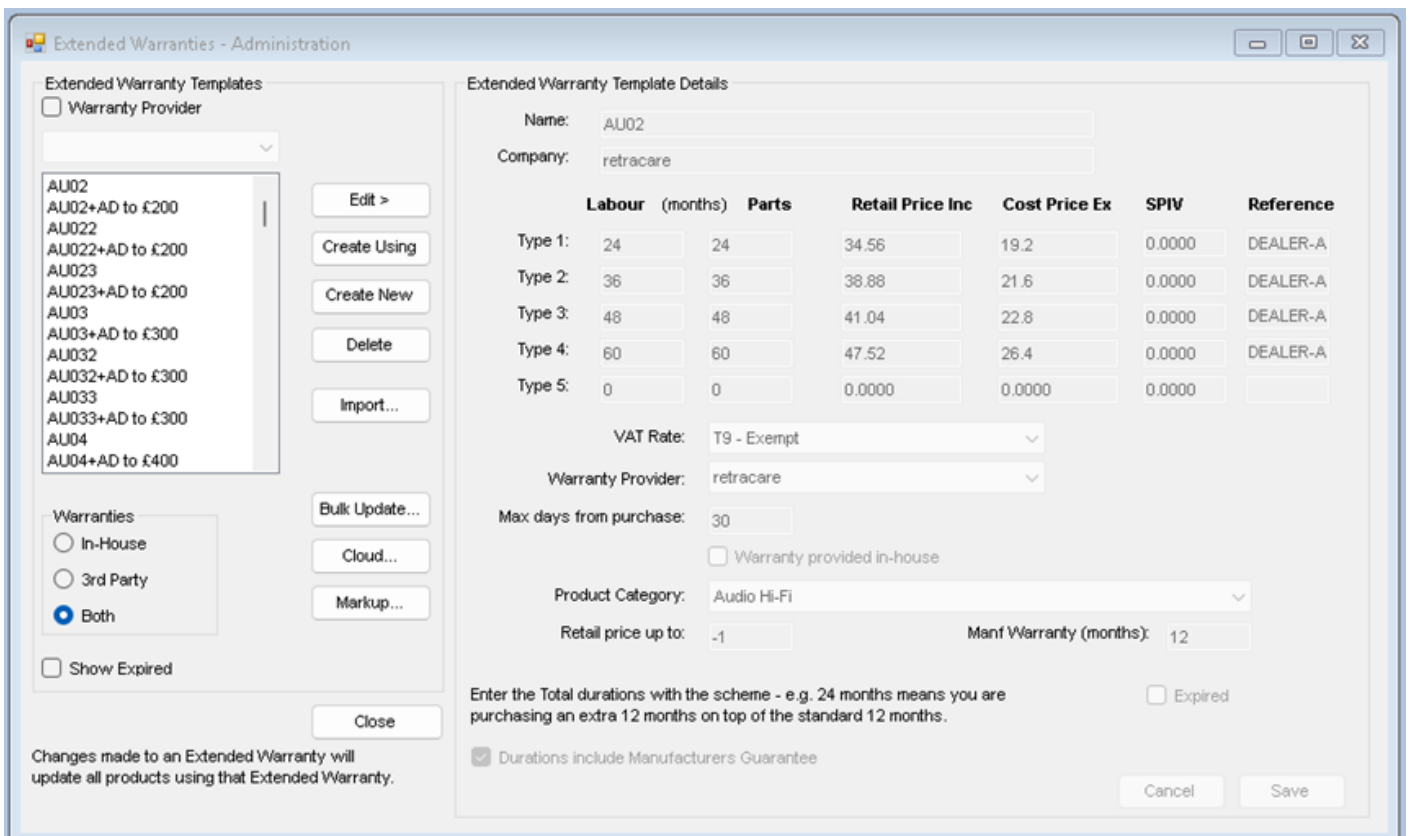 Extended Warranties - Administration
Extended Warranty Templates
Warranty Provider
AU02
AU02+AD to £200
AU022
AU022+AD to £200
AU023
AU023+AD to £200
AU03
AU03+AD to £300
AU032
AU032+AD to £300
AU033
AU033+AD to £300
AU04
AU04+AD to £400
Edit >
Create Using
Create New
Delete
Import...
Bulk Update...
Cloud...
Markup...
Warranties
In-House
3rd Party
Both
Show Expired
Close
Changes made to an Extended Warranty will
update all products using that Extended Warranty.
Extended Warranty Template Details
Name: AU02
Company: retracare
Labour (months) Parts Retail Price Inc Cost Price Ex SPIV Reference
Type 1: 24 24 34.56 19.2 0.0000 DEALER-A
Type 2: 36 36 38.88 21.6 0.0000 DEALER-A
Type 3: 48 48 41.04 22.8 0.0000 DEALER-A
Type 4: 60 60 47.52 26.4 0.0000 DEALER-A
Type 5: 0 0 0.0000 0.0000 0.0000
VAT Rate: T9 - Exempt
Warranty Provider: retracare
Max days from purchase: 30
Warranty provided in-house
Product Category: Audio Hi-Fi
Retail price up to: -1 Manf Warranty (months): 12
Enter the Total durations with the scheme - e.g. 24 months means you are
purchasing an extra 12 months on top of the standard 12 months.
Expired
Durations include Manufacturers Guarantee
Cancel Save